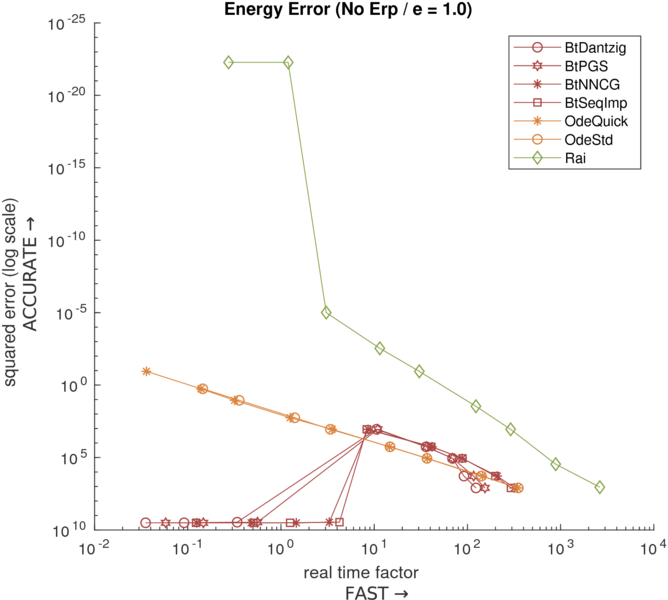 Energy Error (No Erp / e = 1.0)
10^-25
10^-20
10^-15
10^-10
10^-5
10^0
10^5
10^10
squared error (log scale)
ACCURATE →
BtDantzig
BtPGS
BtNNCG
BtSeqImp
OdeQuick
OdeStd
Rai
10^-2
10^-1
10^0
10^1
10^2
10^3
10^4
real time factor
FAST →